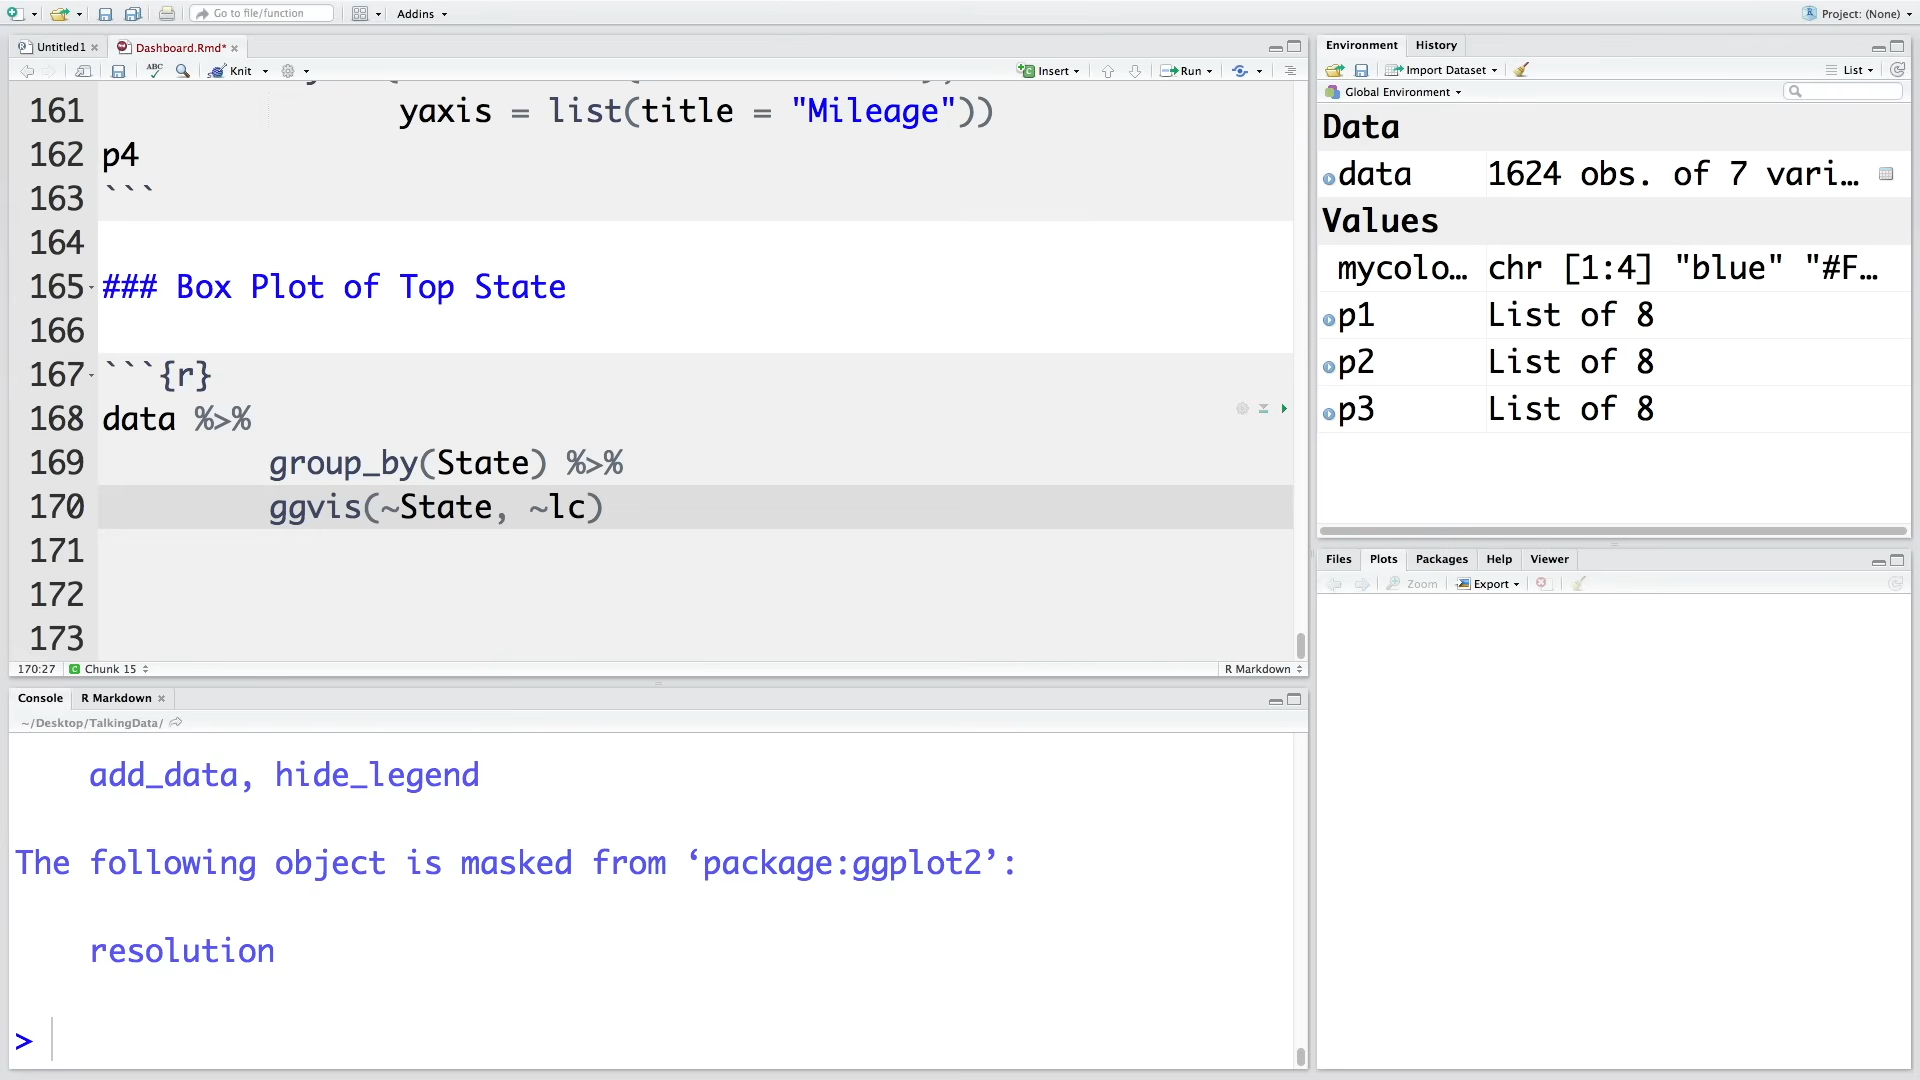 Go to file/function
Addins
Project: (None)
Untitled1
Dashboard.Rmd*
ABC
Knit
Insert
Run
161 yaxis = list(title = "Mileage"))
162 p4
163 ```
164
165 ### Box Plot of Top State
166
167 ```{r}
168 data %>%
169 group_by(State) %>%
170 ggvis(~State, ~lc)
171
172
173
170:27
Chunk 15
R Markdown
Console
R Markdown
~/Desktop/TalkingData/
add_data, hide_legend
The following object is masked from ‘package:ggplot2’:
resolution
>
Environment
History
Import Dataset
List
Global Environment
Data
data 1624 obs. of 7 vari…
Values
mycolo… chr [1:4] "blue" "#F…
p1 List of 8
p2 List of 8
p3 List of 8
Files
Plots
Packages
Help
Viewer
Zoom
Export